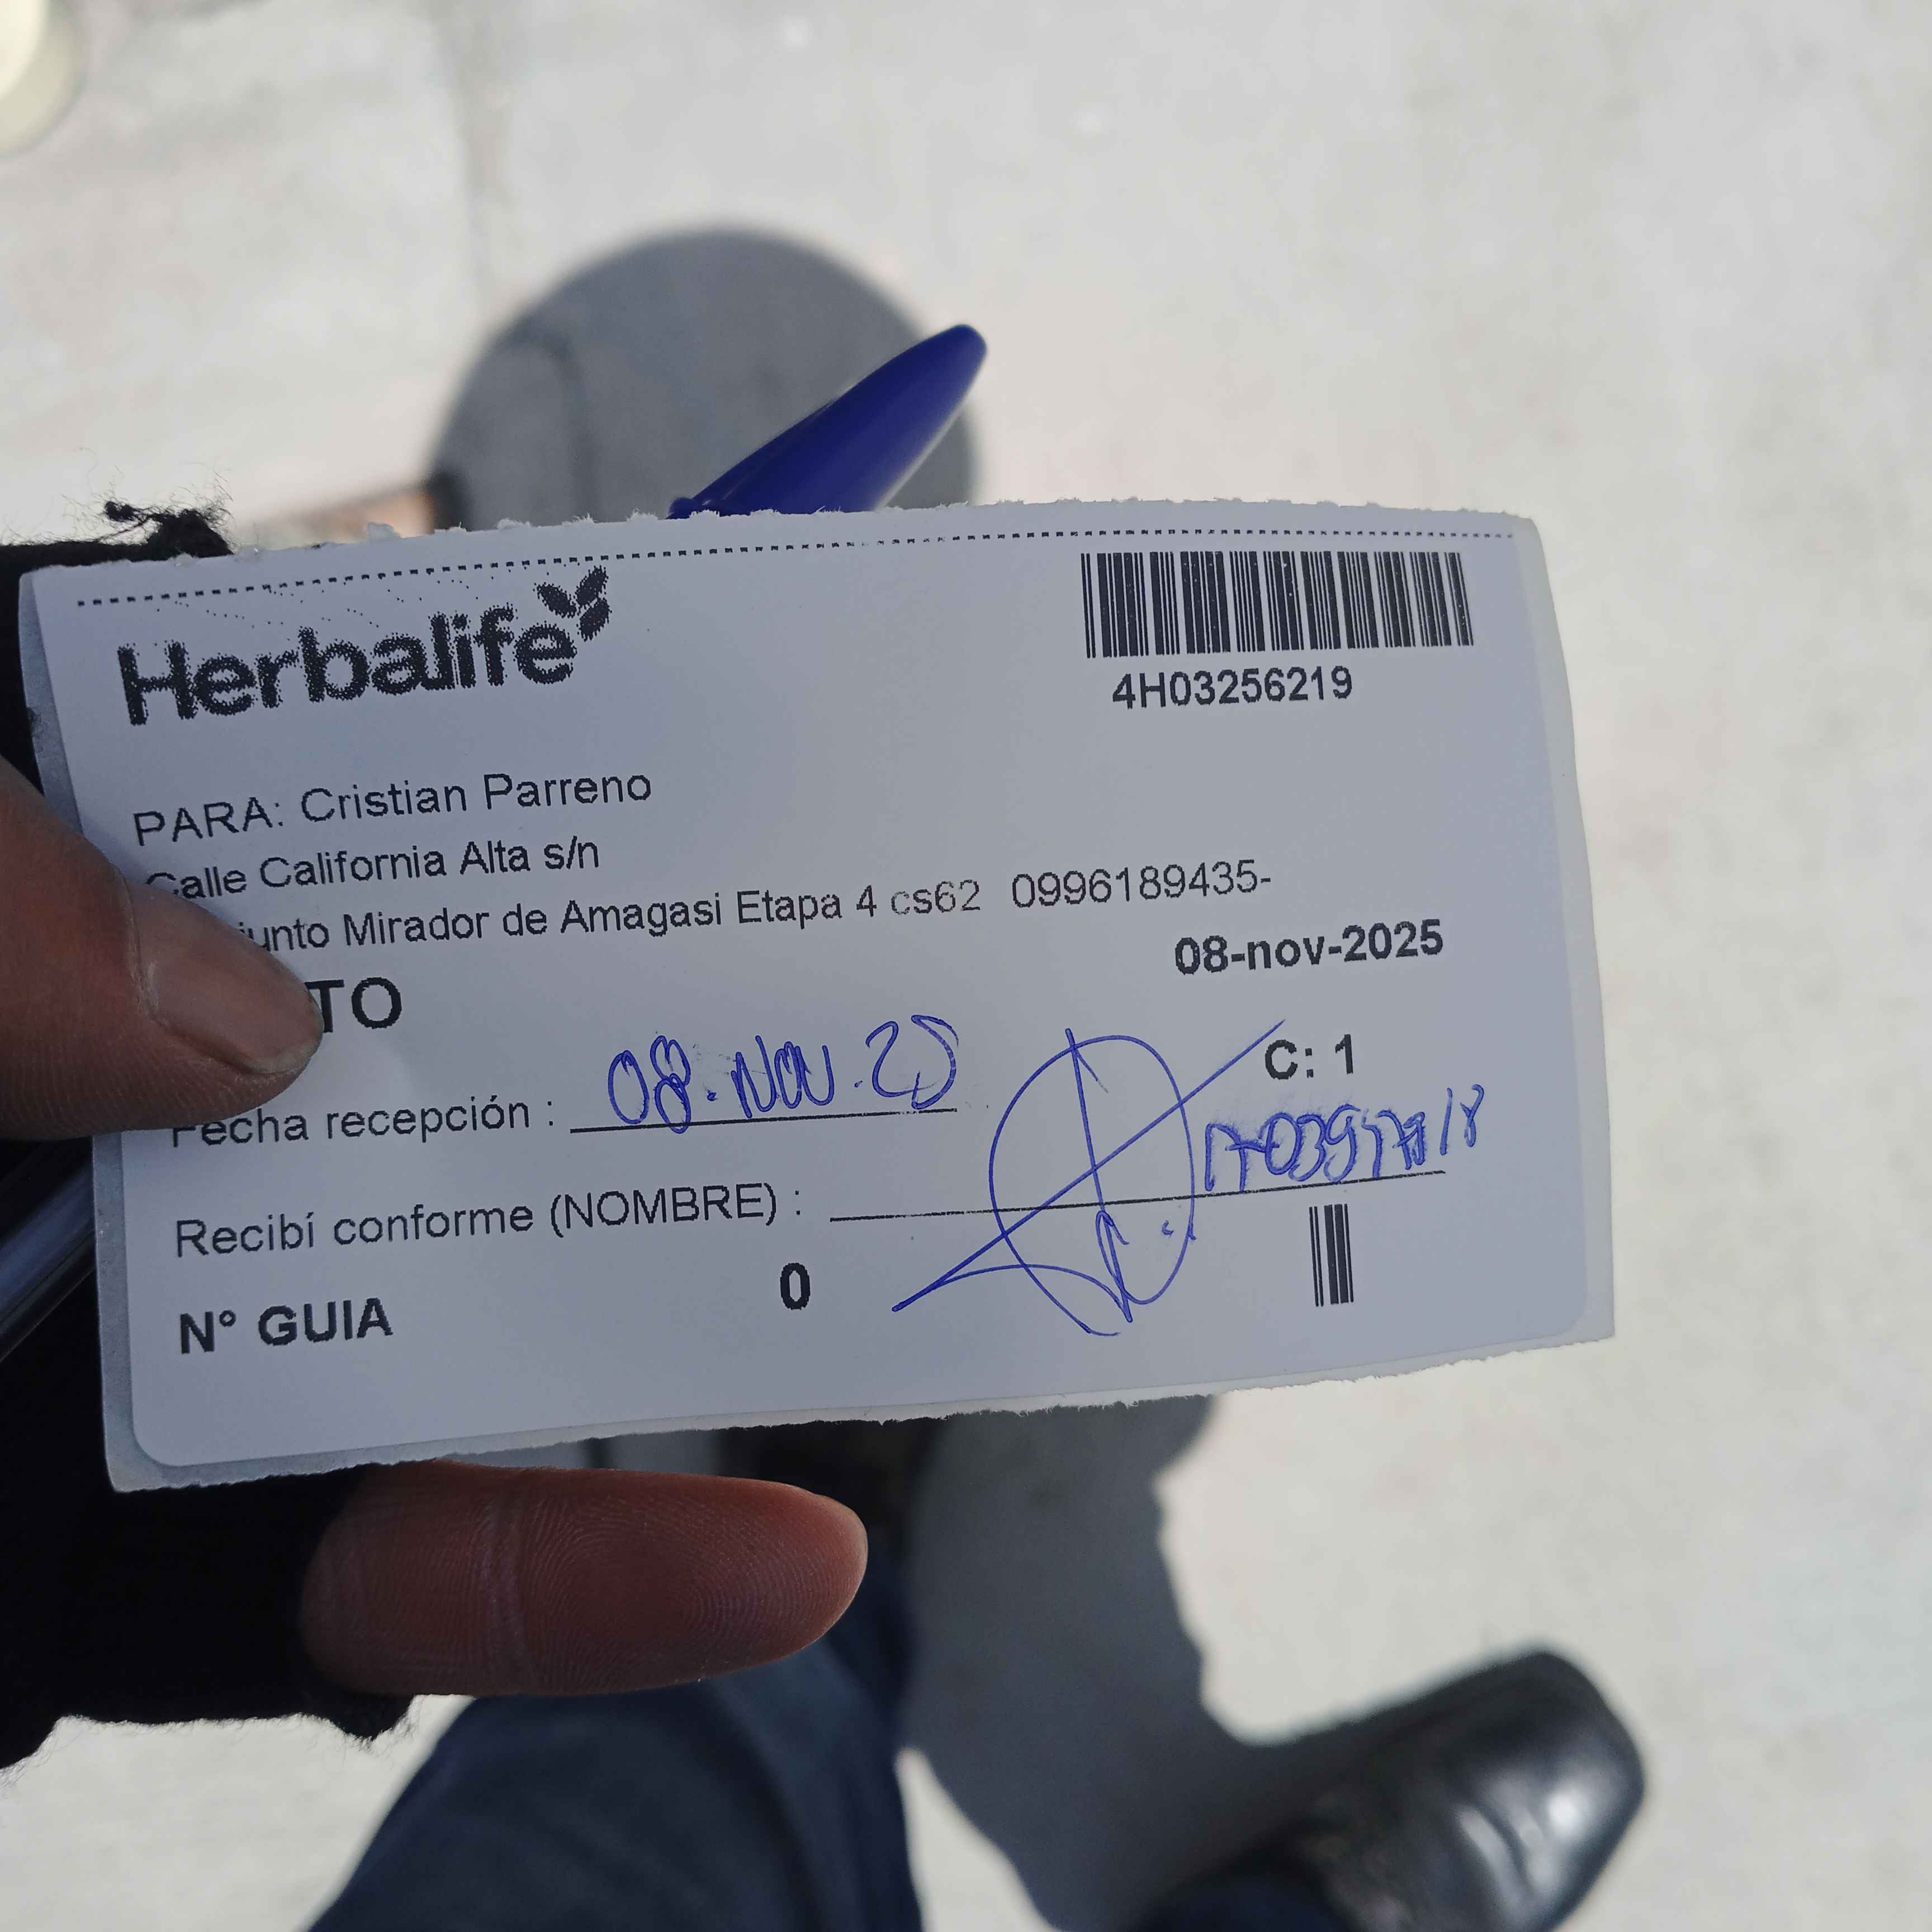 Herbalife
4H03256219
PARA: Cristian Parreno
Calle California Alta s/n
junto Mirador de Amagasi Etapa 4 cs62 0996189435-
08-nov-2025
TO
C: 1
Fecha recepción : 08. NOV. 25
Recibí conforme (NOMBRE) :
N° GUIA 0